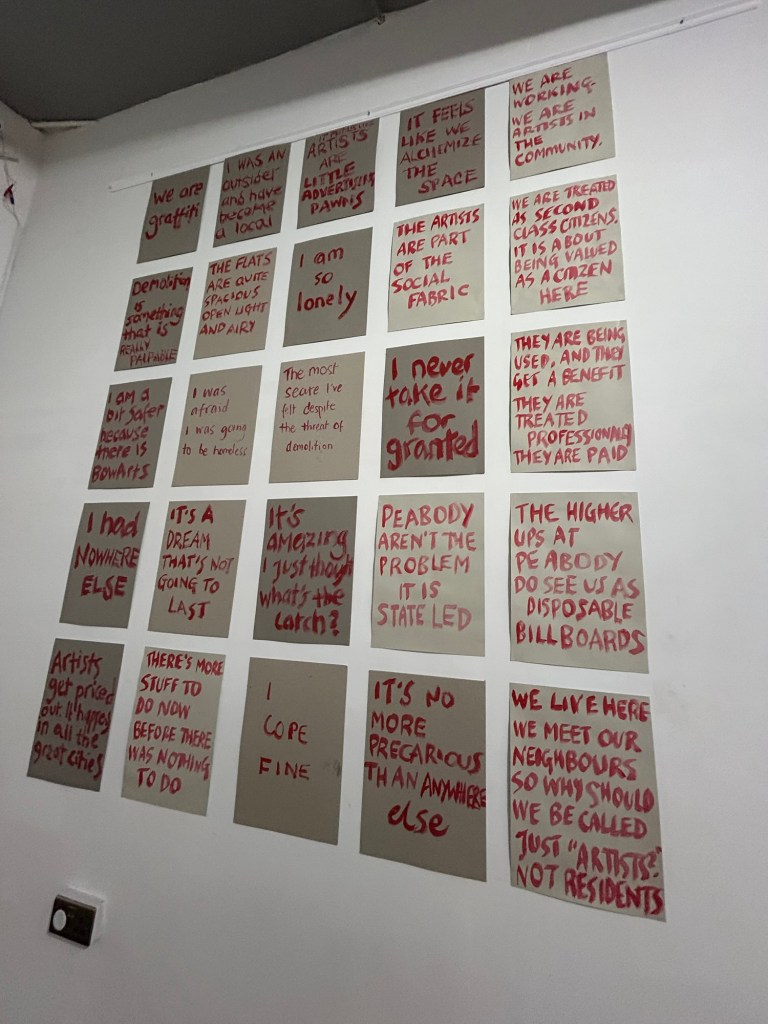 We are
graffiti
I WAS AN
outsider
and have
become
a local
ARTISTS
ARE
LITTLE
ADVERTISING
PAWNS
IT FEELS
LIKE WE
ALCHEMIZE
THE
SPACE
WE ARE
WORKING.
WE ARE
ARTISTS IN
THE
COMMUNITY.
DEMOLITION
is
something
that is
REALLY
PALPABLE
THE FLATS
ARE QUITE
SPACIOUS
OPEN LIGHT
AND AIRY
I am
so
lonely
THE ARTISTS
ARE PART
OF THE
SOCIAL
FABRIC
WE ARE TREATED
AS SECOND
CLASS CITIZENS.
IT IS ABOUT
BEING VALUED
AS A CITIZEN
HERE
I am a
bit safer
because
there is
BOWARTS
I was
afraid
I was going
to be homeless
The most
secure I've
felt despite
the threat of
demolition
I never
take it
for
granted
THEY ARE BEING
USED, AND THEY
GET A BENEFIT
THEY ARE
TREATED
PROFESSIONALLY
THEY ARE PAID
I had
NOWHERE
ELSE
IT'S A
DREAM
THAT'S NOT
GOING TO
LAST
It's
amazing
I just though
what's the
catch?
PEABODY
AREN'T THE
PROBLEM
IT IS
STATE LED
THE HIGHER
UPS AT
PEABODY
DO SEE US AS
DISPOSABLE
BILLBOARDS
Artists
get priced
out. It happens
in all the
great cities
THERE'S MORE
STUFF TO
DO NOW
BEFORE THERE
WAS NOTHING
TO DO
I
COPE
FINE
IT'S NO
MORE
PRECARIOUS
THAN ANYWHERE
else
WE LIVE HERE
WE MEET OUR
NEIGHBOURS
SO WHY SHOULD
WE BE CALLED
JUST "ARTISTS?"
NOT RESIDENTS